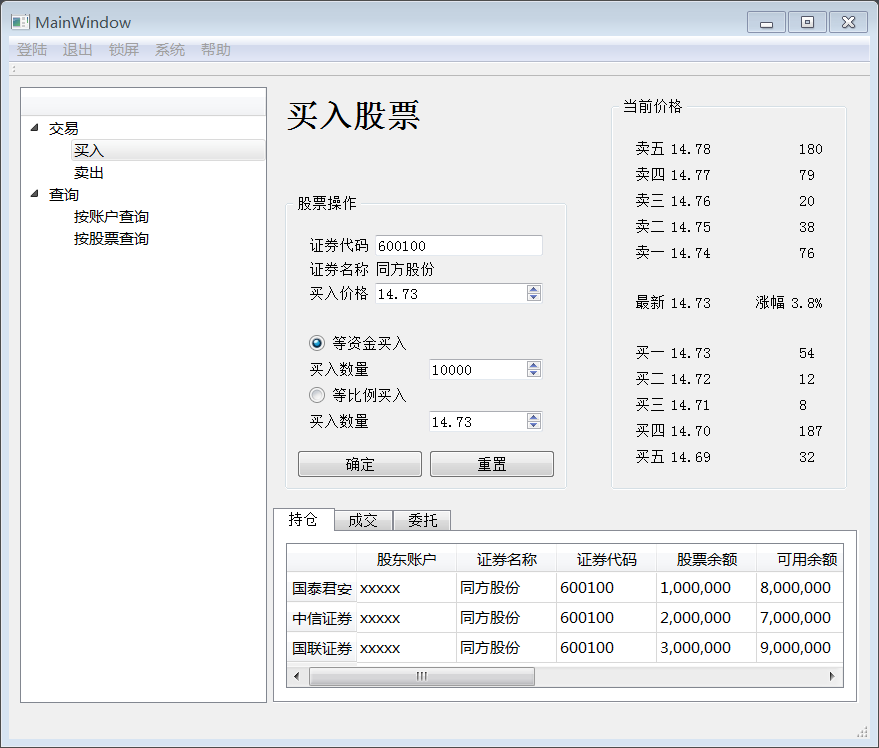 MainWindow
登陆 退出 锁屏 系统 帮助
交易
买入
卖出
查询
按账户查询
按股票查询
买入股票
股票操作
证券代码 600100
证券名称 同方股份
买入价格 14.73
等资金买入
买入数量 10000
等比例买入
买入数量 14.73
确定 重置
当前价格
卖五 14.78 180
卖四 14.77 79
卖三 14.76 20
卖二 14.75 38
卖一 14.74 76
最新 14.73 涨幅 3.8%
买一 14.73 54
买二 14.72 12
买三 14.71 8
买四 14.70 187
买五 14.69 32
持仓 成交 委托
股东账户 证券名称 证券代码 股票余额 可用余额
国泰君安 xxxxx 同方股份 600100 1,000,000 8,000,000
中信证券 xxxxx 同方股份 600100 2,000,000 7,000,000
国联证券 xxxxx 同方股份 600100 3,000,000 9,000,000